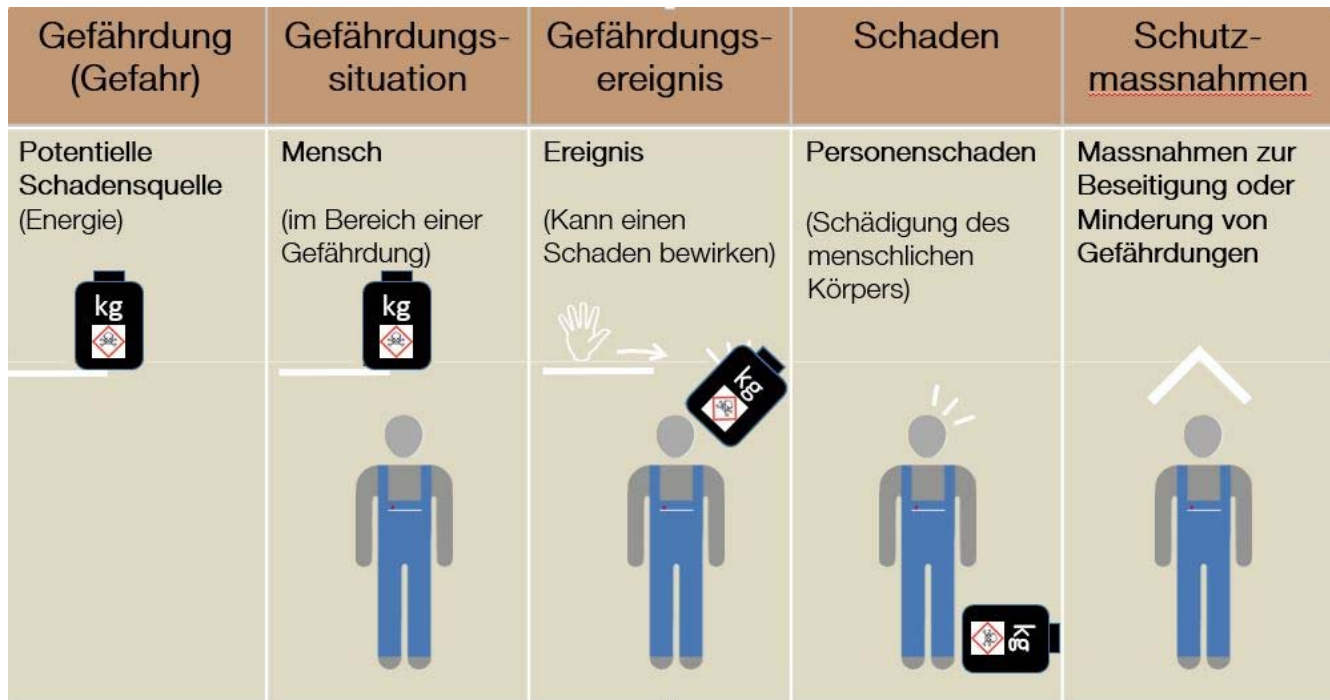 Gefährdung
(Gefahr)
Gefährdungs-
situation
Gefährdungs-
ereignis
Schaden
Schutz-
massnahmen
Potentielle
Schadensquelle
(Energie)
kg
Mensch
(im Bereich einer
Gefährdung)
kg
Ereignis
(Kann einen
Schaden bewirken)
kg
Personenschaden
(Schädigung des
menschlichen
Körpers)
kg
Massnahmen zur
Beseitigung oder
Minderung von
Gefährdungen